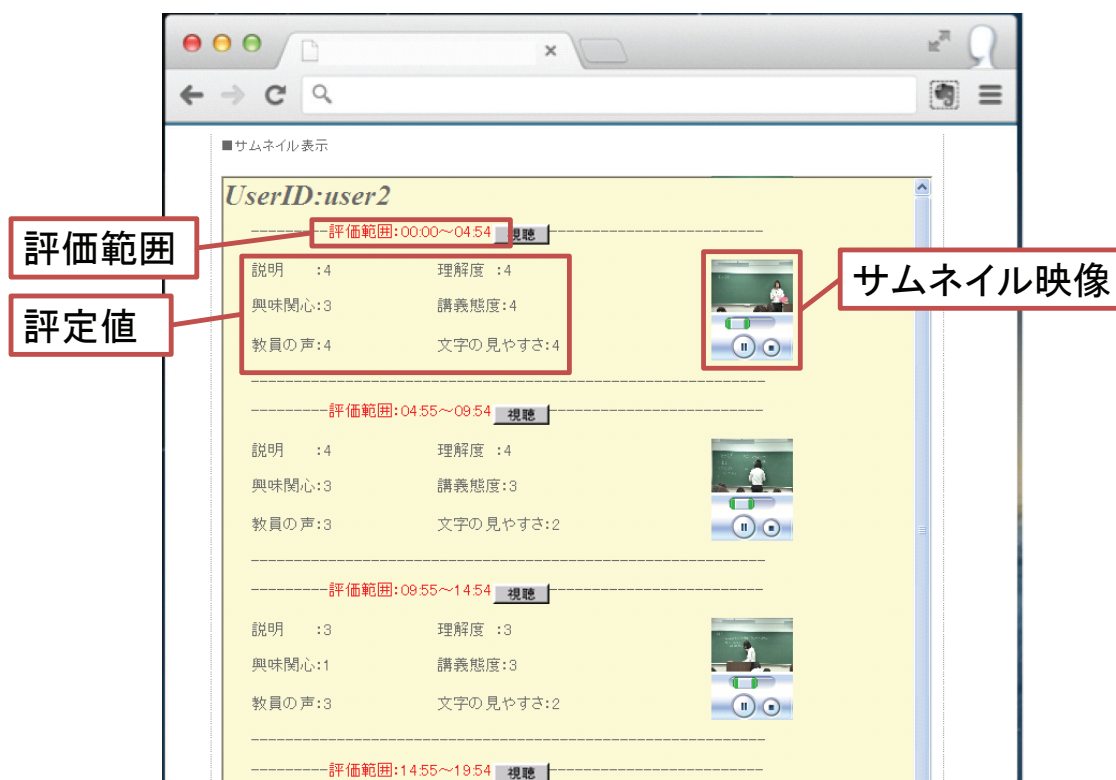 ■サムネイル表示
UserID:user2
評価範囲
----------評価範囲:00:00～04:54 視聴 ----------------------------
説明 :4 理解度 :4
サムネイル映像
興味関心:3 講義態度:4
評定値
教員の声:4 文字の見やすさ:4
----------評価範囲:04:55～09:54 視聴 ----------------------------
説明 :4 理解度 :4
興味関心:3 講義態度:3
教員の声:3 文字の見やすさ:2
----------評価範囲:09:55～14:54 視聴 ----------------------------
説明 :3 理解度 :3
興味関心:1 講義態度:3
教員の声:3 文字の見やすさ:2
----------評価範囲:14:55～19:54 視聴 ----------------------------